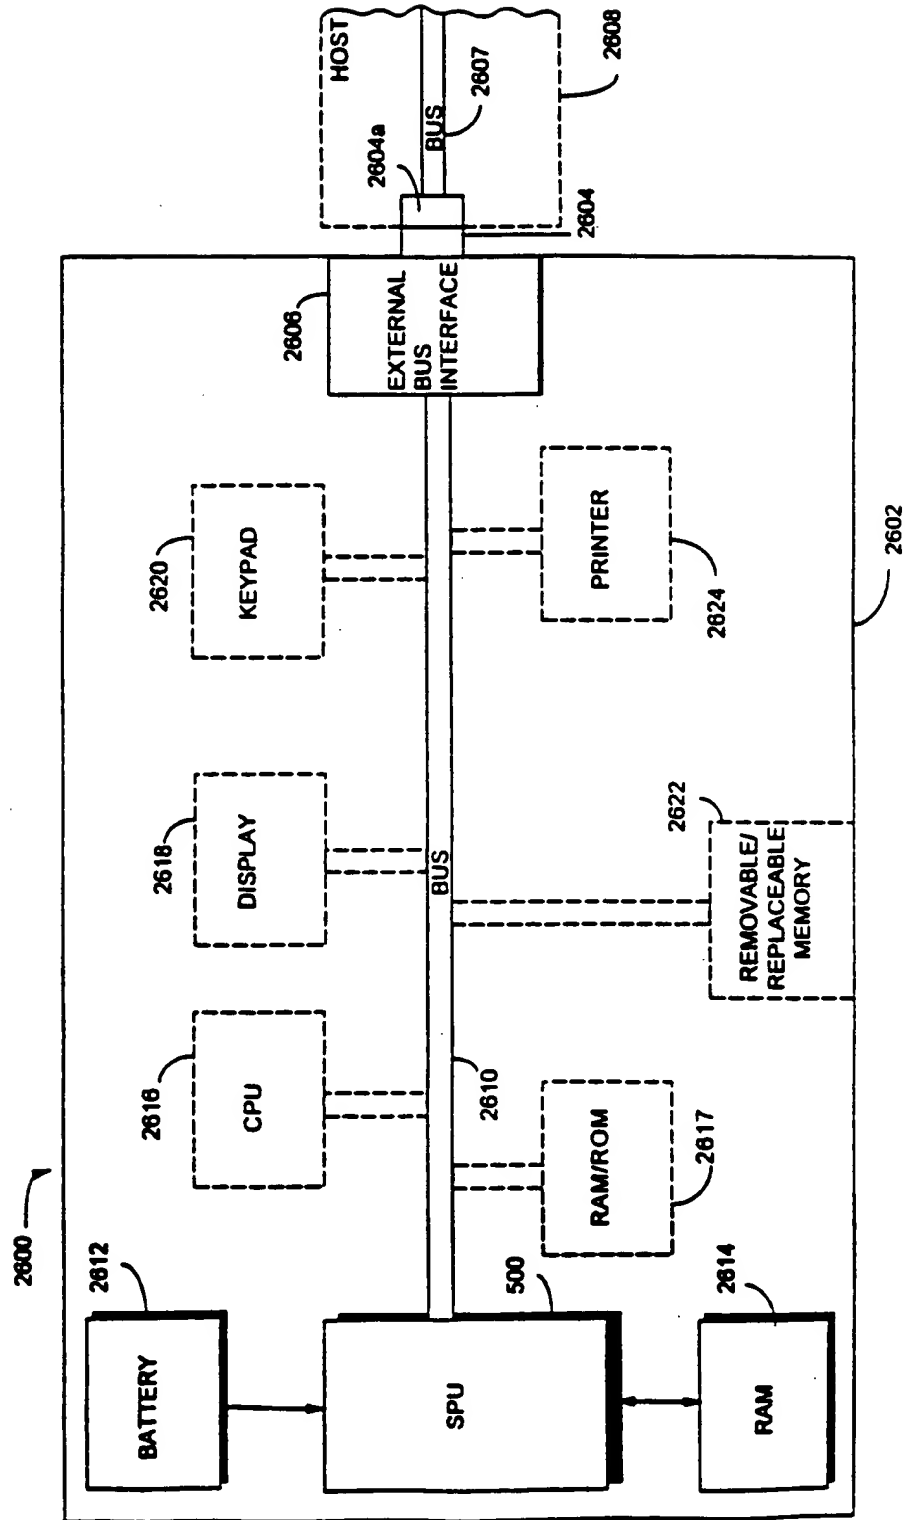 2600
2612
BATTERY
2616
CPU
2618
DISPLAY
2620
KEYPAD
2606
HOST
2604a
EXTERNAL
BUS
INTERFACE
BUS
2607
BUS
SPU
2610
500
2604
2608
RAM/ROM
2617
PRINTER
2624
2622
REMOVABLE/
REPLACEABLE
MEMORY
2614
RAM
2602